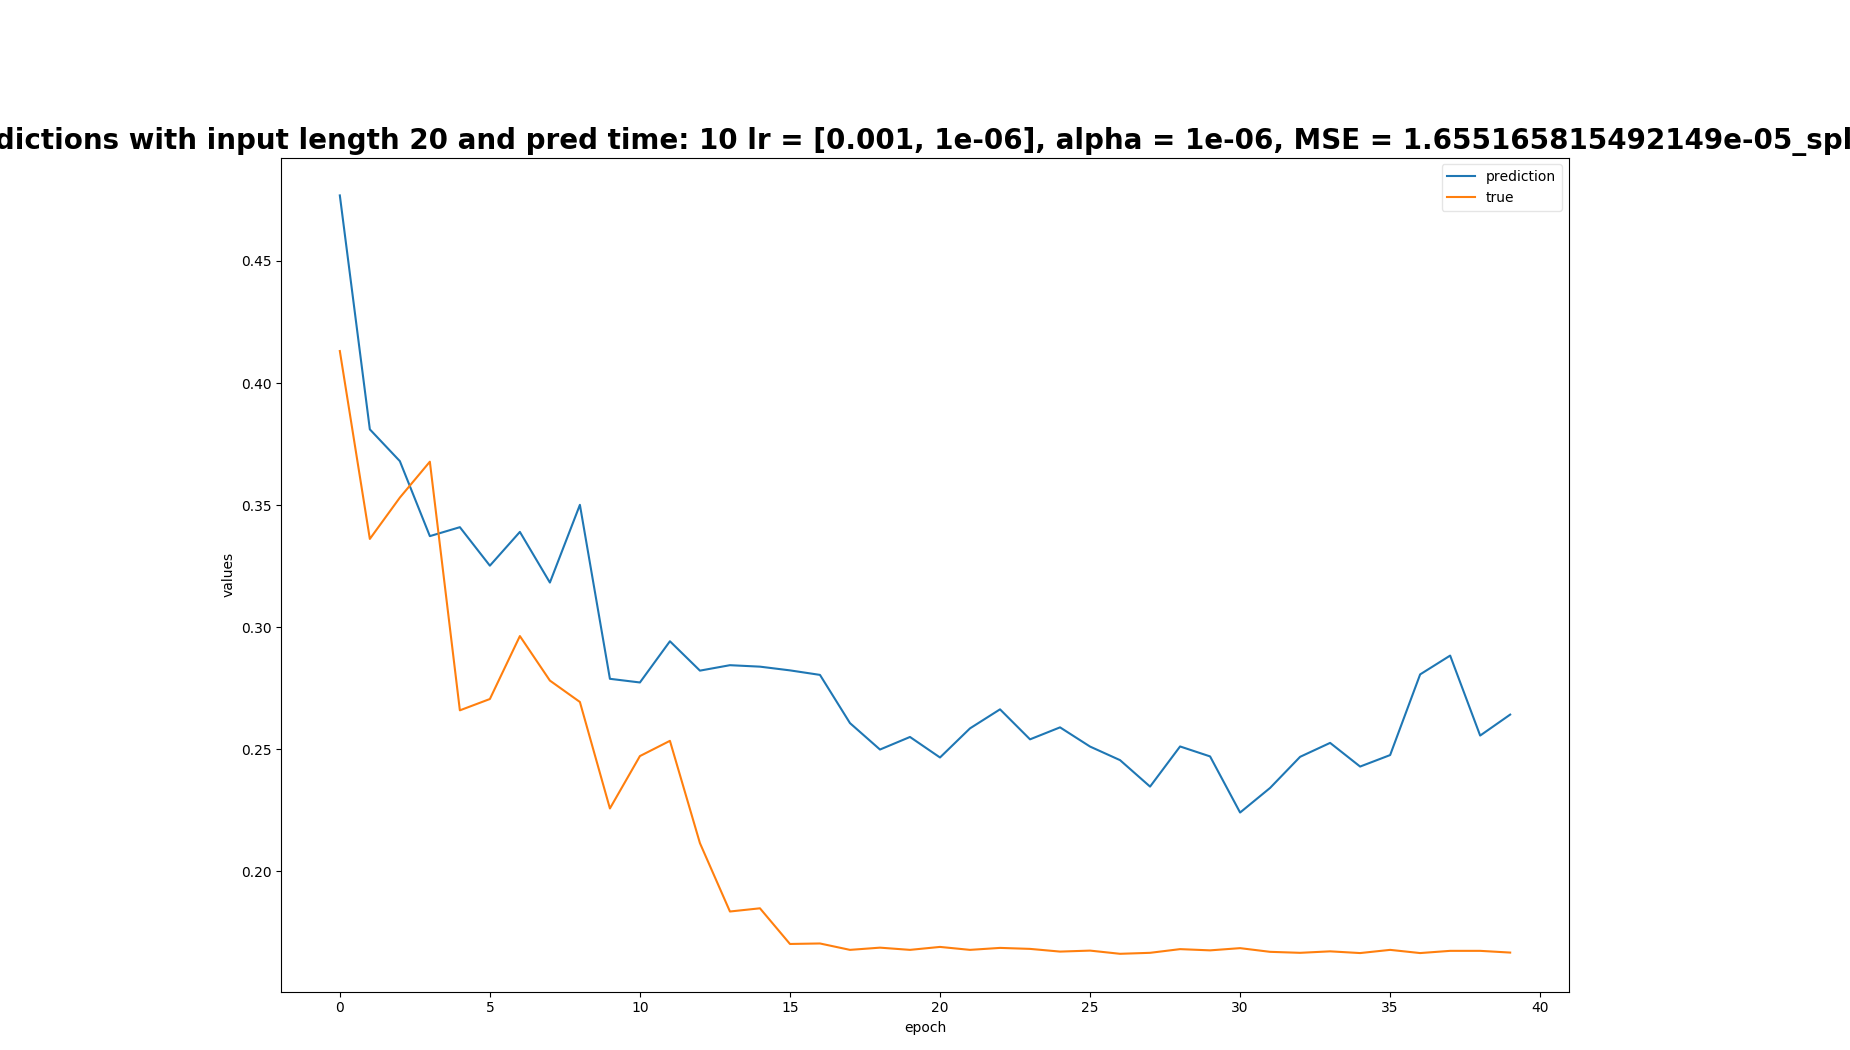 dictions with input length 20 and pred time: 10 lr = [0.001, 1e-06], alpha = 1e-06, MSE = 1.655165815492149e-05_spl
prediction
true
0.45
0.40
0.35
0.30
0.25
0.20
values
0 5 10 15 20 25 30 35 40
epoch